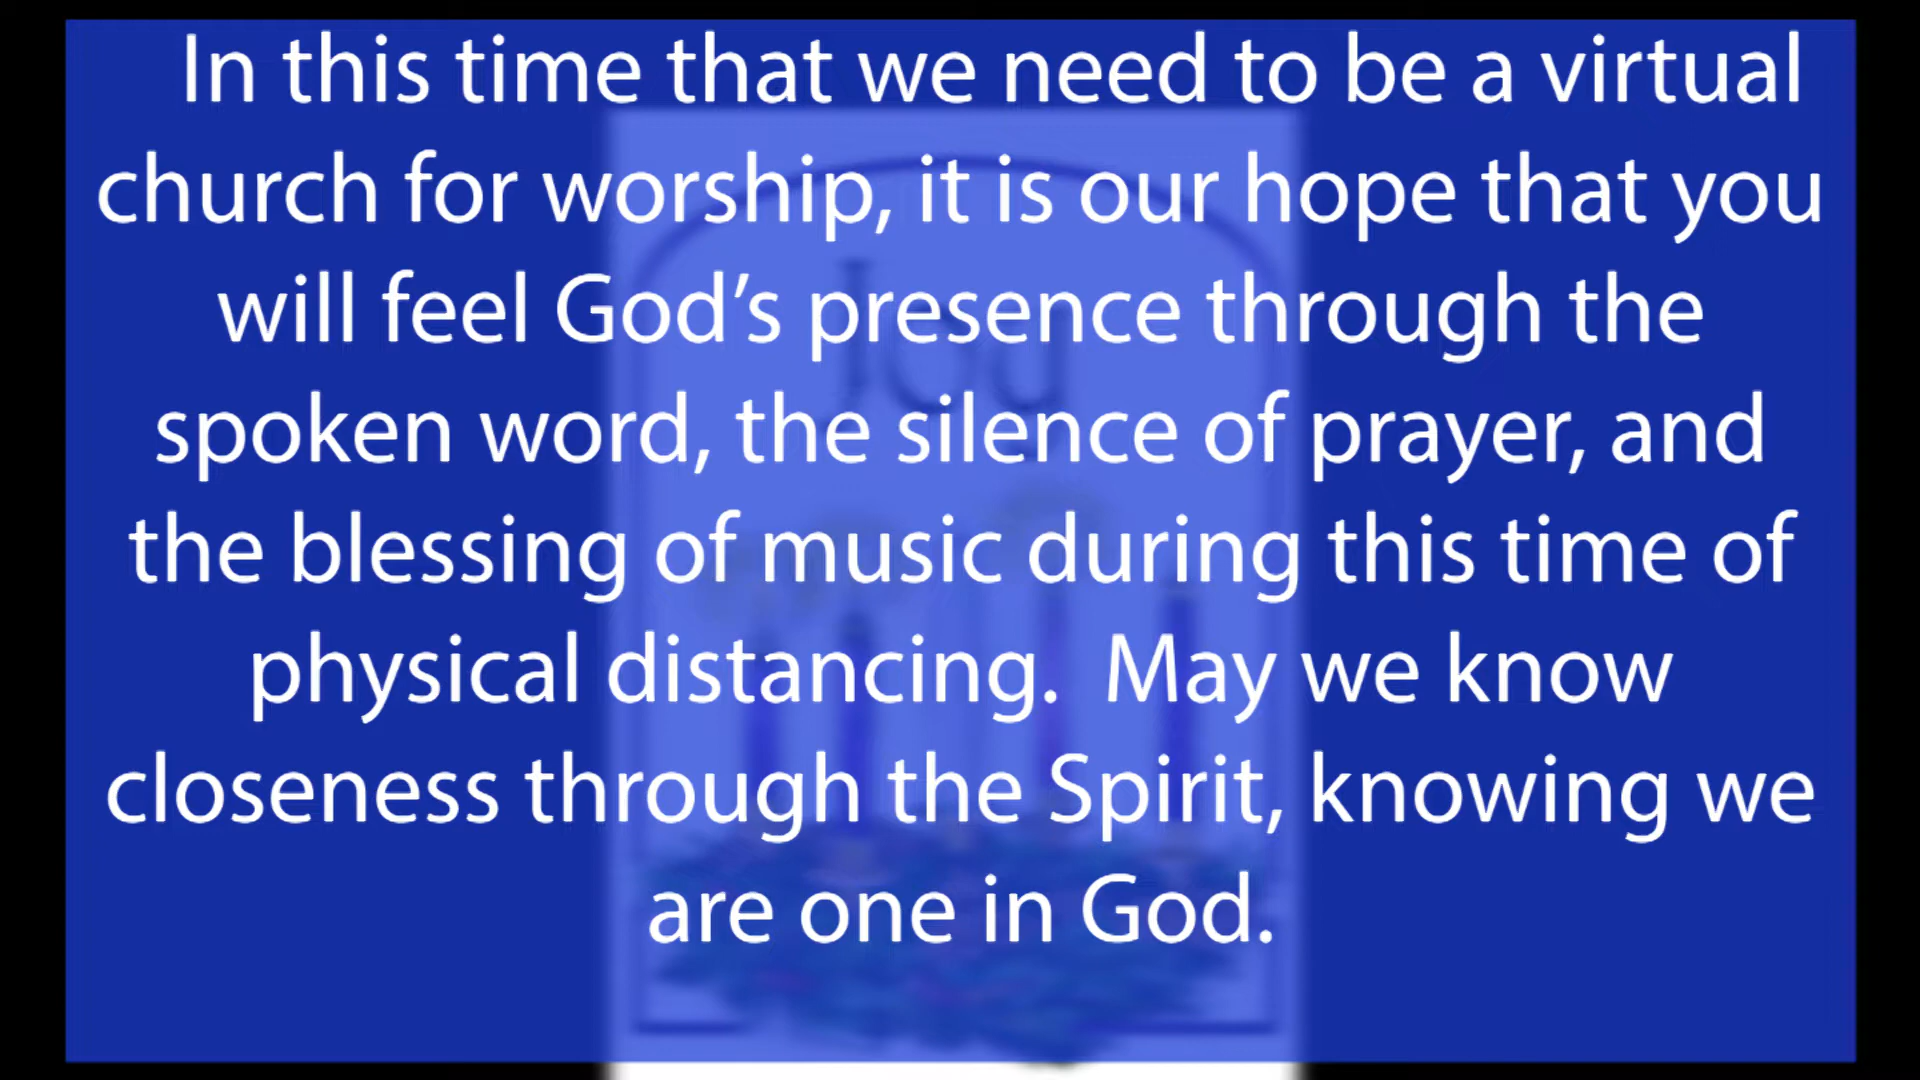 In this time that we need to be a virtual
church for worship, it is our hope that you
will feel God’s presence through the
Joy
spoken word, the silence of prayer, and
the blessing of music during this time of
physical distancing.  May we know
closeness through the Spirit, knowing we
are one in God.